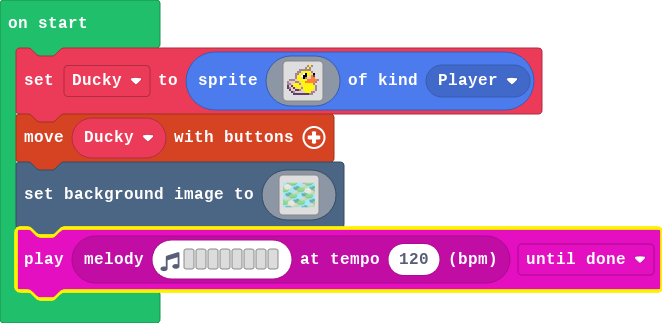 on start
set Ducky to sprite of kind Player
move Ducky with buttons
set background image to
play melody at tempo 120 (bpm) until done